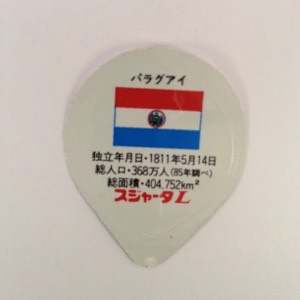 パラグアイ
独立年月日・1811年5月14日
総人口・368万人(85年調べ)
総面積・404,752km²
スジャータL